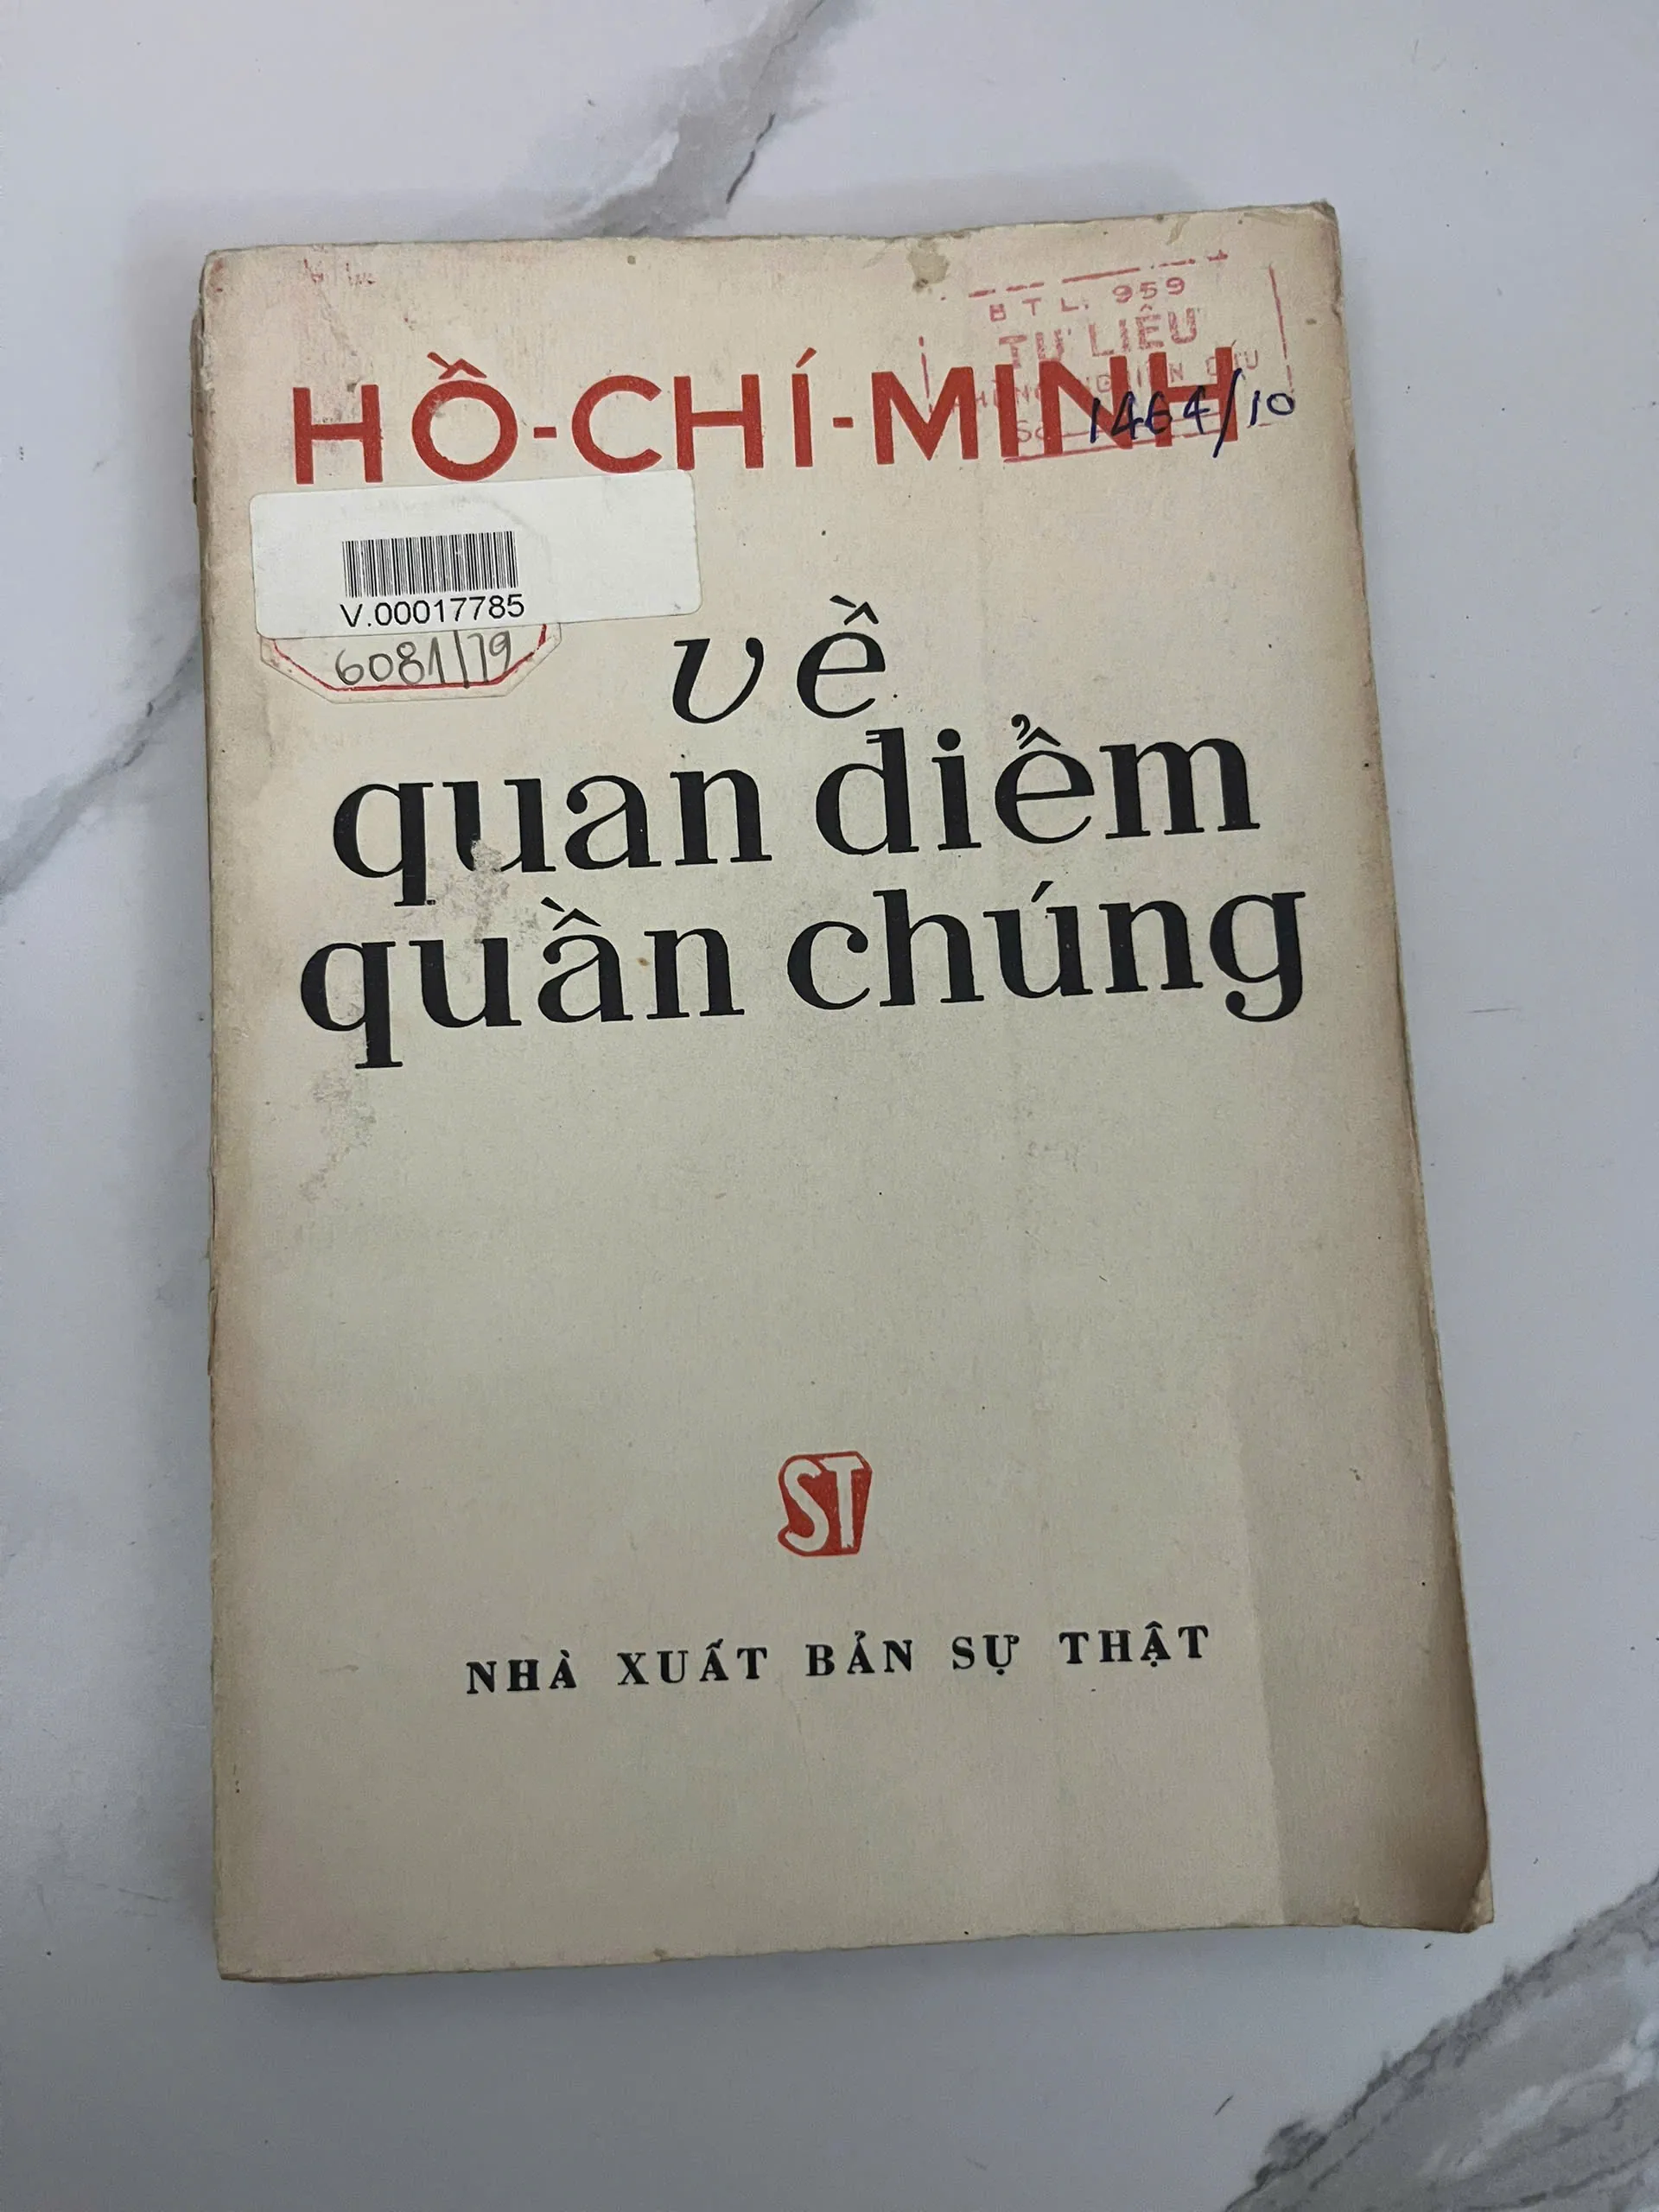 B T L. 959
TƯ LIỆU
HỒ-CHÍ-MINH
Số 1464/10
V.00017785
6081/79
về
quan điểm
quần chúng
ST
NHÀ XUẤT BẢN SỰ THẬT